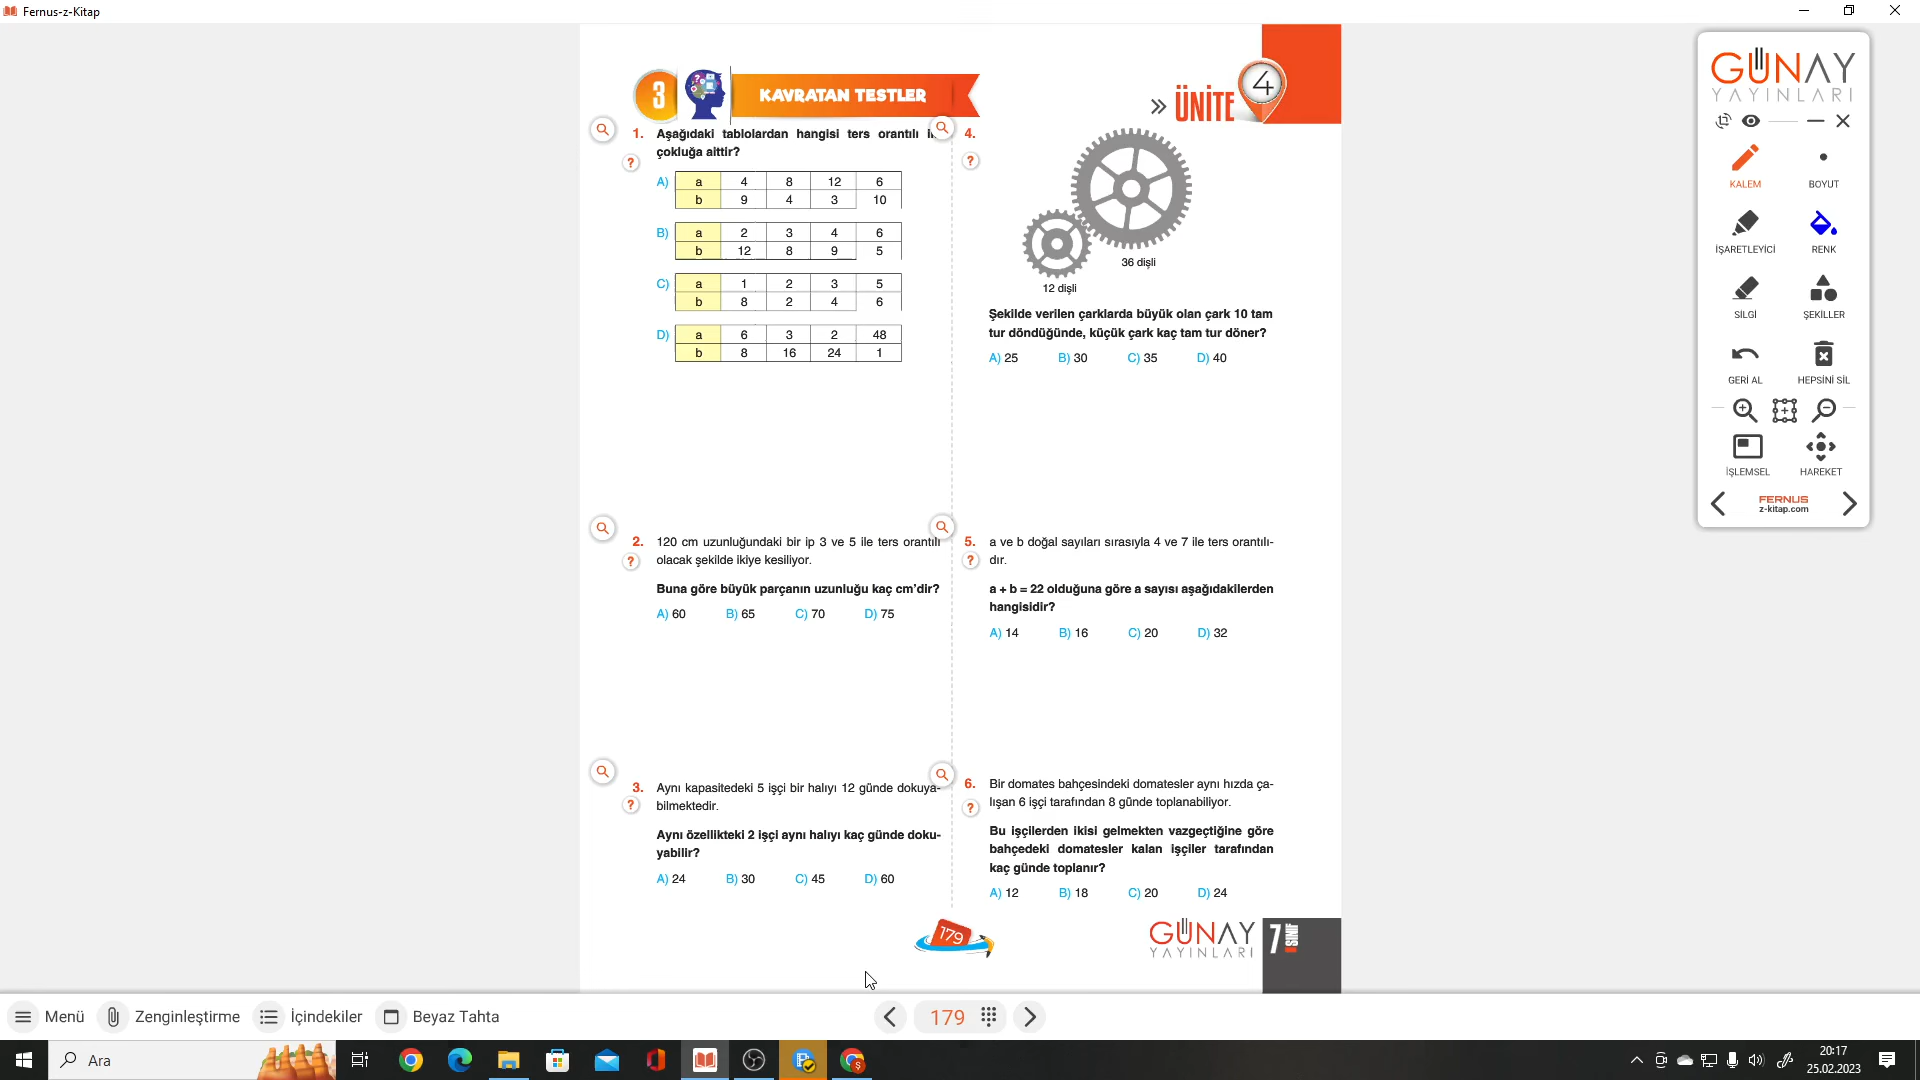 Fernus-z-Kitap
3
KAVRATAN TESTLER
» ÜNİTE 4
1. Aşağıdaki tablolardan hangisi ters orantılı
çokluğa aittir?
A) a 4 8 12 6
b 9 4 3 10
B) a 2 3 4 6
b 12 8 9 5
C) a 1 2 3 5
b 8 2 4 6
D) a 6 3 2 48
b 8 16 24 1
2. 120 cm uzunluğundaki bir ip 3 ve 5 ile ters orantılı
olacak şekilde ikiye kesiliyor.
Buna göre büyük parçanın uzunluğu kaç cm'dir?
A) 60 B) 65 C) 70 D) 75
3. Aynı kapasitedeki 5 işçi bir halıyı 12 günde dokuya-
bilmektedir.
Aynı özellikteki 2 işçi aynı halıyı kaç günde doku-
yabilir?
A) 24 B) 30 C) 45 D) 60
4.
36 dişli
12 dişli
Şekilde verilen çarklarda büyük olan çark 10 tam
tur döndüğünde, küçük çark kaç tam tur döner?
A) 25 B) 30 C) 35 D) 40
5. a ve b doğal sayıları sırasıyla 4 ve 7 ile ters orantılı-
dır.
a + b = 22 olduğuna göre a sayısı aşağıdakilerden
hangisidir?
A) 14 B) 16 C) 20 D) 32
6. Bir domates bahçesindeki domatesler aynı hızda ça-
lışan 6 işçi tarafından 8 günde toplanabiliyor.
Bu işçilerden ikisi gelmekten vazgeçtiğine göre
bahçedeki domatesler kalan işçiler tarafından
kaç günde toplanır?
A) 12 B) 18 C) 20 D) 24
179
GÜNAY
YAYINLARI
7. SINIF
GÜNAY
YAYINLARI
KALEM BOYUT
İŞARETLEYİCİ RENK
SİLGİ ŞEKİLLER
GERİ AL HEPSİNİ SİL
İŞLEMSEL HAREKET
FERNUS
z-kitap.com
Menü Zenginleştirme İçindekiler Beyaz Tahta 179
Ara
20:17
25.02.2023